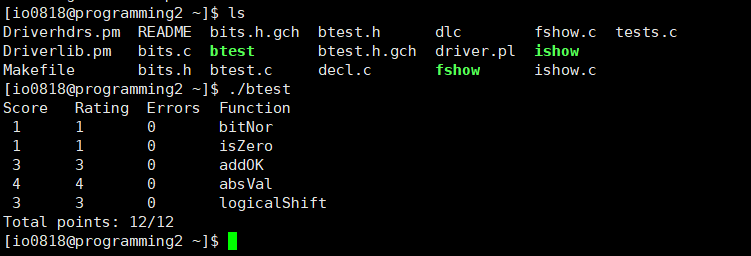 [io0818@programming2 ~]$ ls
Driverhdrs.pm  README  bits.h.gch  btest.h      dlc        fshow.c  tests.c
Driverlib.pm   bits.c  btest       btest.h.gch  driver.pl  ishow
Makefile       bits.h  btest.c     decl.c       fshow      ishow.c
[io0818@programming2 ~]$ ./btest
Score   Rating  Errors  Function
 1      1       0       bitNor
 1      1       0       isZero
 3      3       0       addOK
 4      4       0       absVal
 3      3       0       logicalShift
Total points: 12/12
[io0818@programming2 ~]$